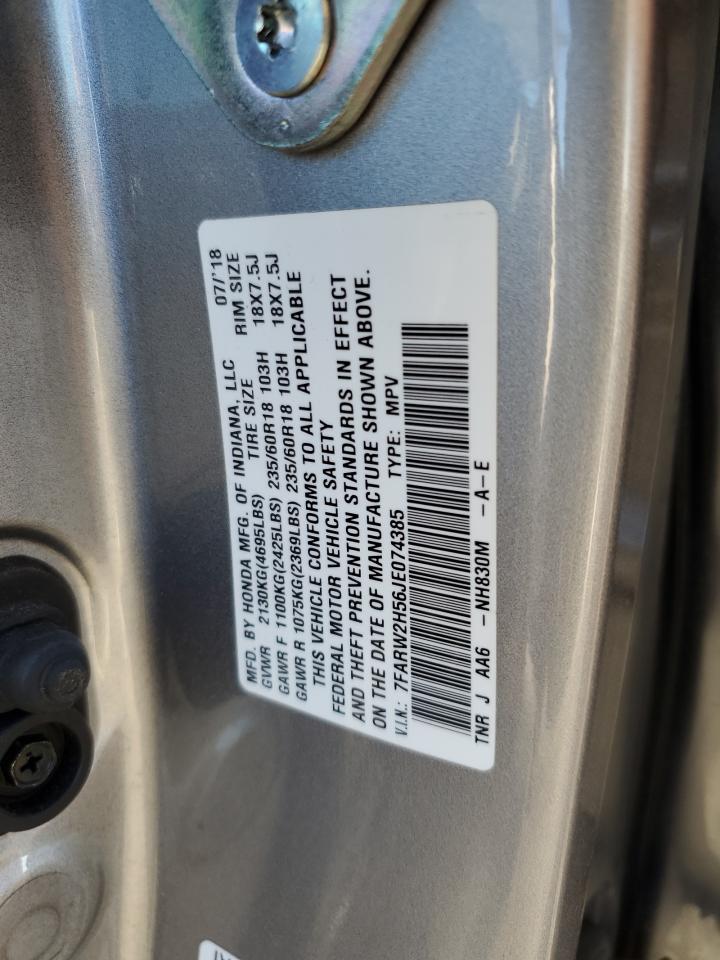 MFD. BY HONDA MFG. OF INDIANA, LLC 07/'18
GVWR 2130KG(4695LBS) TIRE SIZE RIM SIZE
GAWR F 1100KG(2425LBS) 235/60R18 103H 18X7.5J
GAWR R 1075KG(2369LBS) 235/60R18 103H 18X7.5J
THIS VEHICLE CONFORMS TO ALL APPLICABLE
FEDERAL MOTOR VEHICLE SAFETY
AND THEFT PREVENTION STANDARDS IN EFFECT
ON THE DATE OF MANUFACTURE SHOWN ABOVE.
V.I.N.: 7FARW2H56JE074385 TYPE: MPV
TNR J AA6 -NH830M -A-E